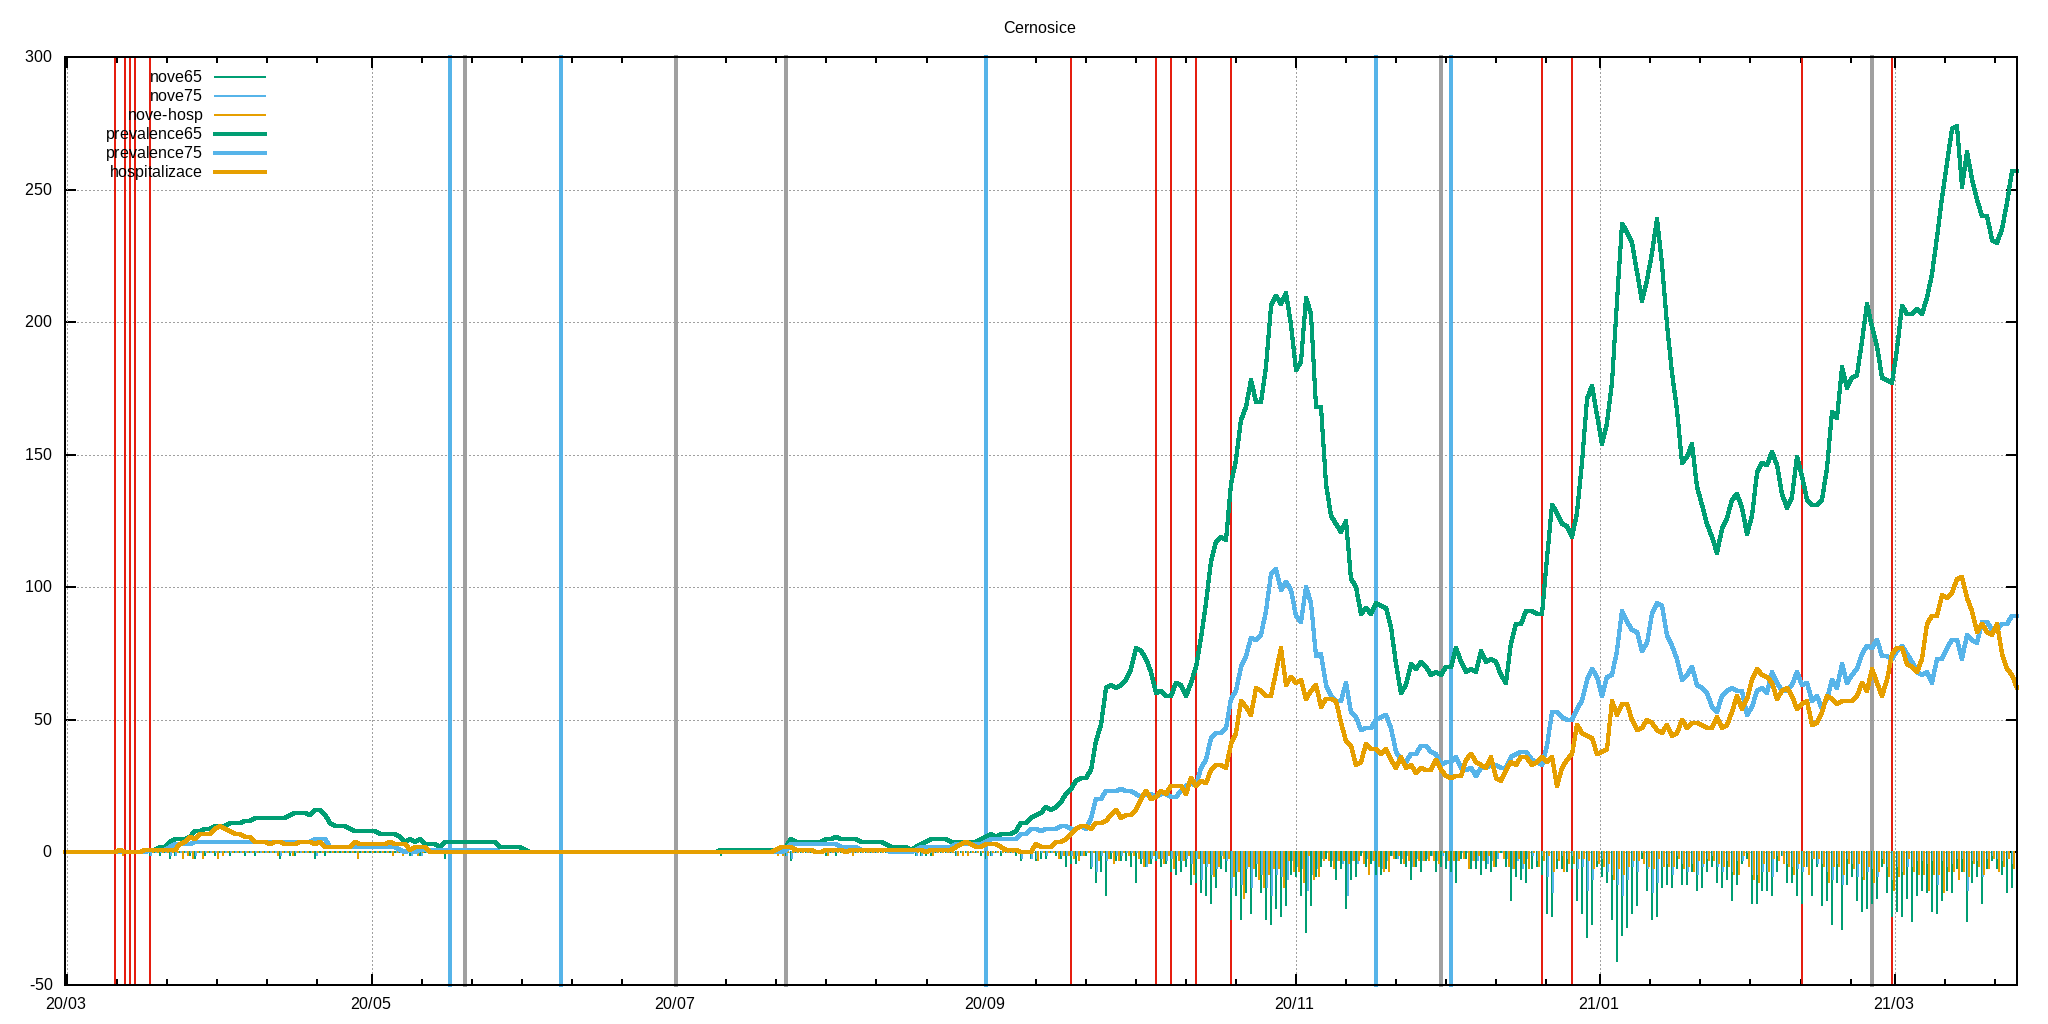 Cernosice
300
nove65
nove75
nove-hosp
prevalence65
prevalence75
hospitalizace
250
200
150
100
50
0
-50
20/03 20/05 20/07 20/09 20/11 21/01 21/03